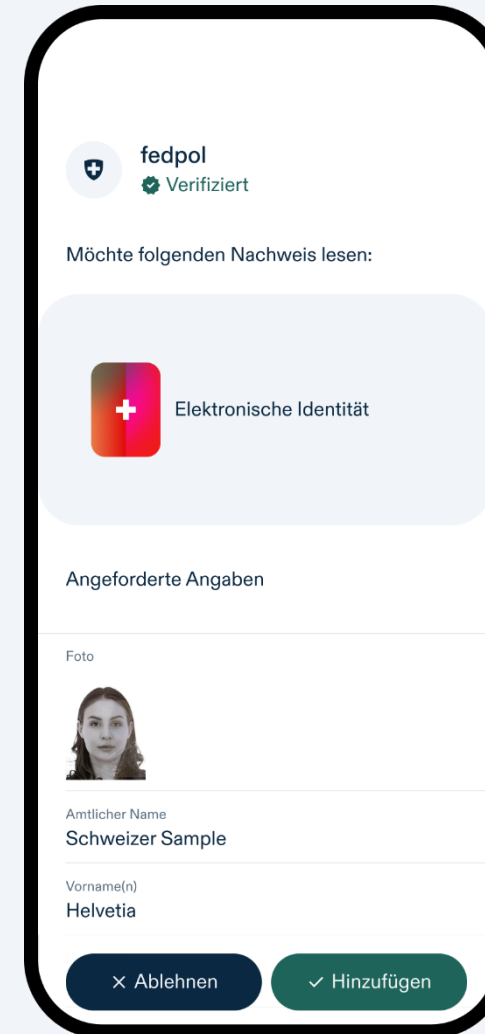 fedpol
Verifiziert
Möchte folgenden Nachweis lesen:
Elektronische Identität
Angeforderte Angaben
Foto
Amtlicher Name
Schweizer Sample
Vorname(n)
Helvetia
Ablehnen
Hinzufügen